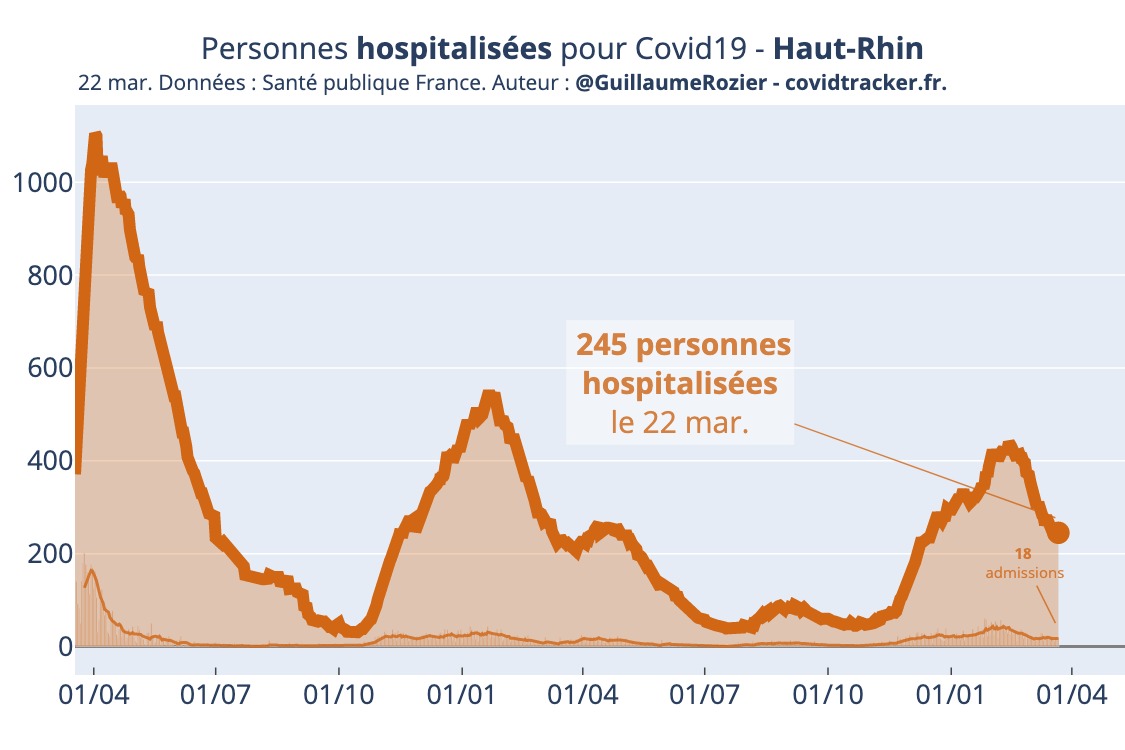 Personnes hospitalisées pour Covid19 - Haut-Rhin
22 mar. Données : Santé publique France. Auteur : @GuillaumeRozier - covidtracker.fr.
1000
800
600
400
200
0
245 personnes
hospitalisées
le 22 mar.
18
admissions
01/04
01/07
01/10
01/01
01/04
01/07
01/10
01/01
01/04